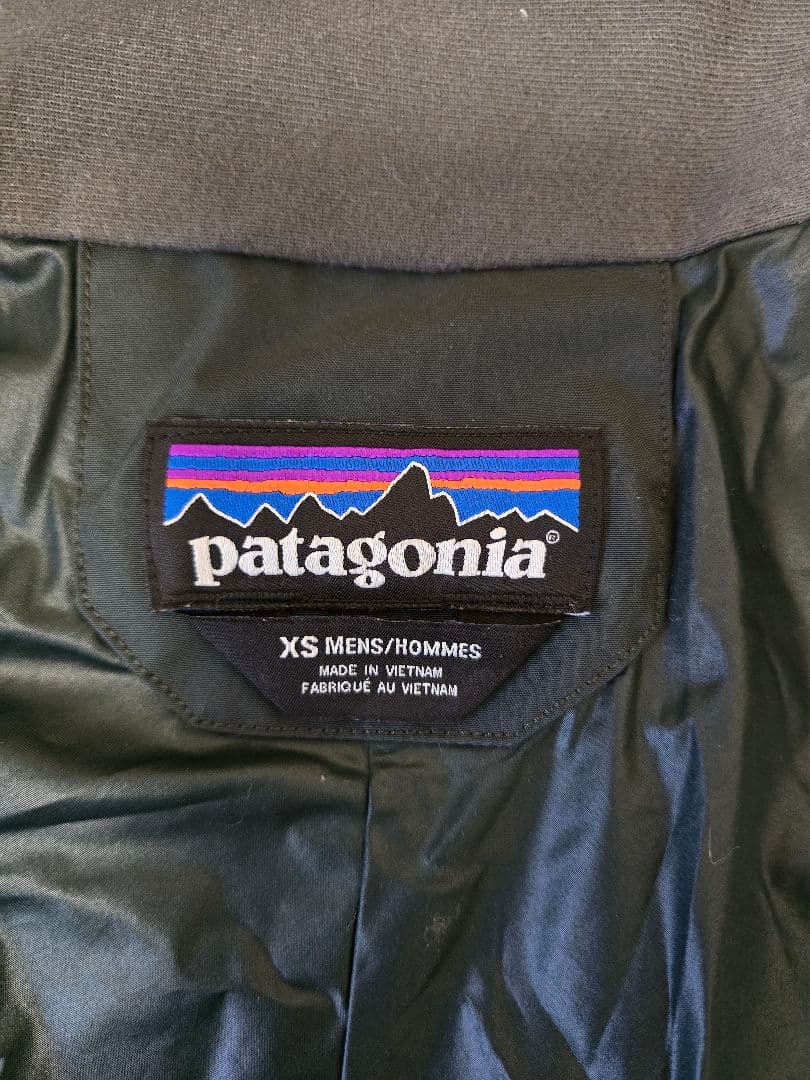 patagonia®
XS MENS/HOMMES
MADE IN VIETNAM
FABRIQUÉ AU VIETNAM